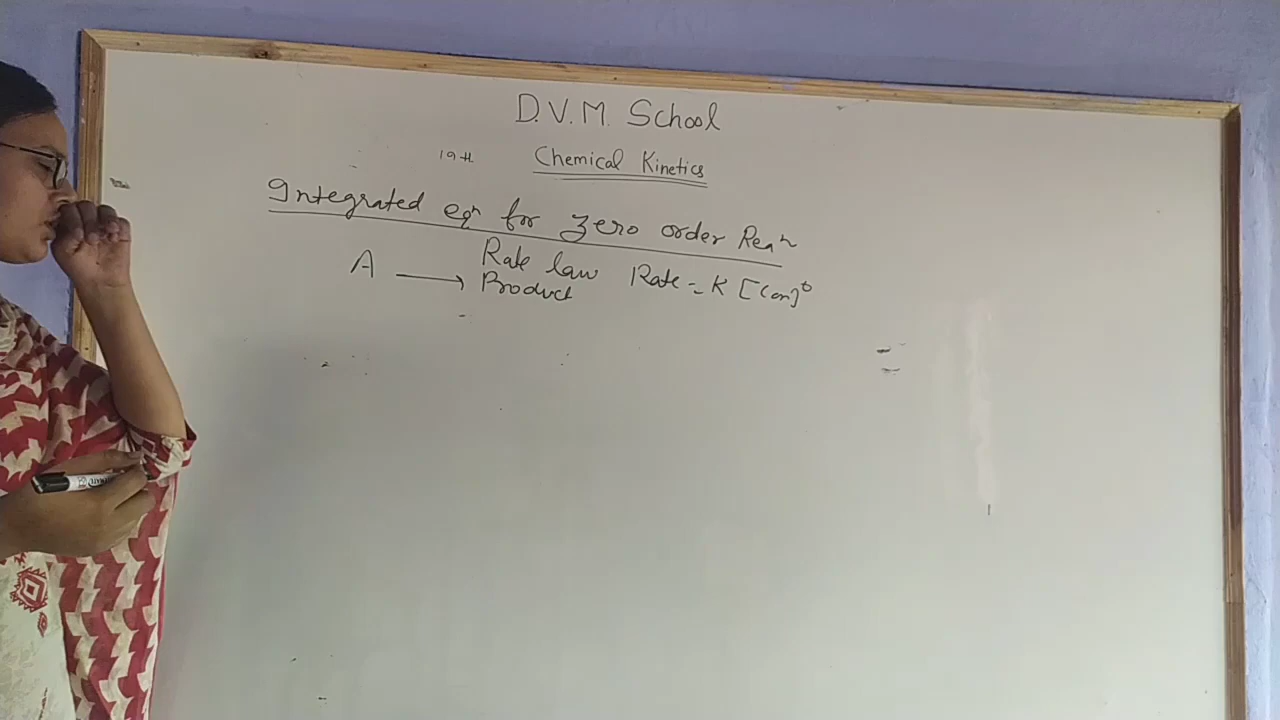 D.V.M. School
19th
Chemical Kinetics
Integrated eqn for zero order Rean
Rate law Rate = K [Con]0
A ⟶ Product